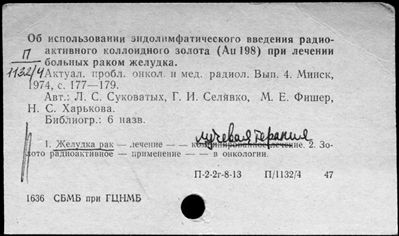 Об использовании эндолимфатического введения радио-
активного коллоидного золота (Au 198) при лечении
больных раком желудка.
П
1132/4
Актуал. пробл. онкол. и мед. радиол. Вып. 4. Минск,
1974, с. 177—179.
Авт.: Л. С. Суковатых, Г. И. Селивко, М. Е. Фишер,
Н. С. Харькова.
Библиогр.: 6 назв.
лучевая терапия
1. Желудка рак — лечение — — комбинированное лечение. 2. Зо-
лото радиоактивное — применение — — в онкологии.
П-2-2г-8-13 П/1132/4 47
1636 СБМБ при ГЦНМБ